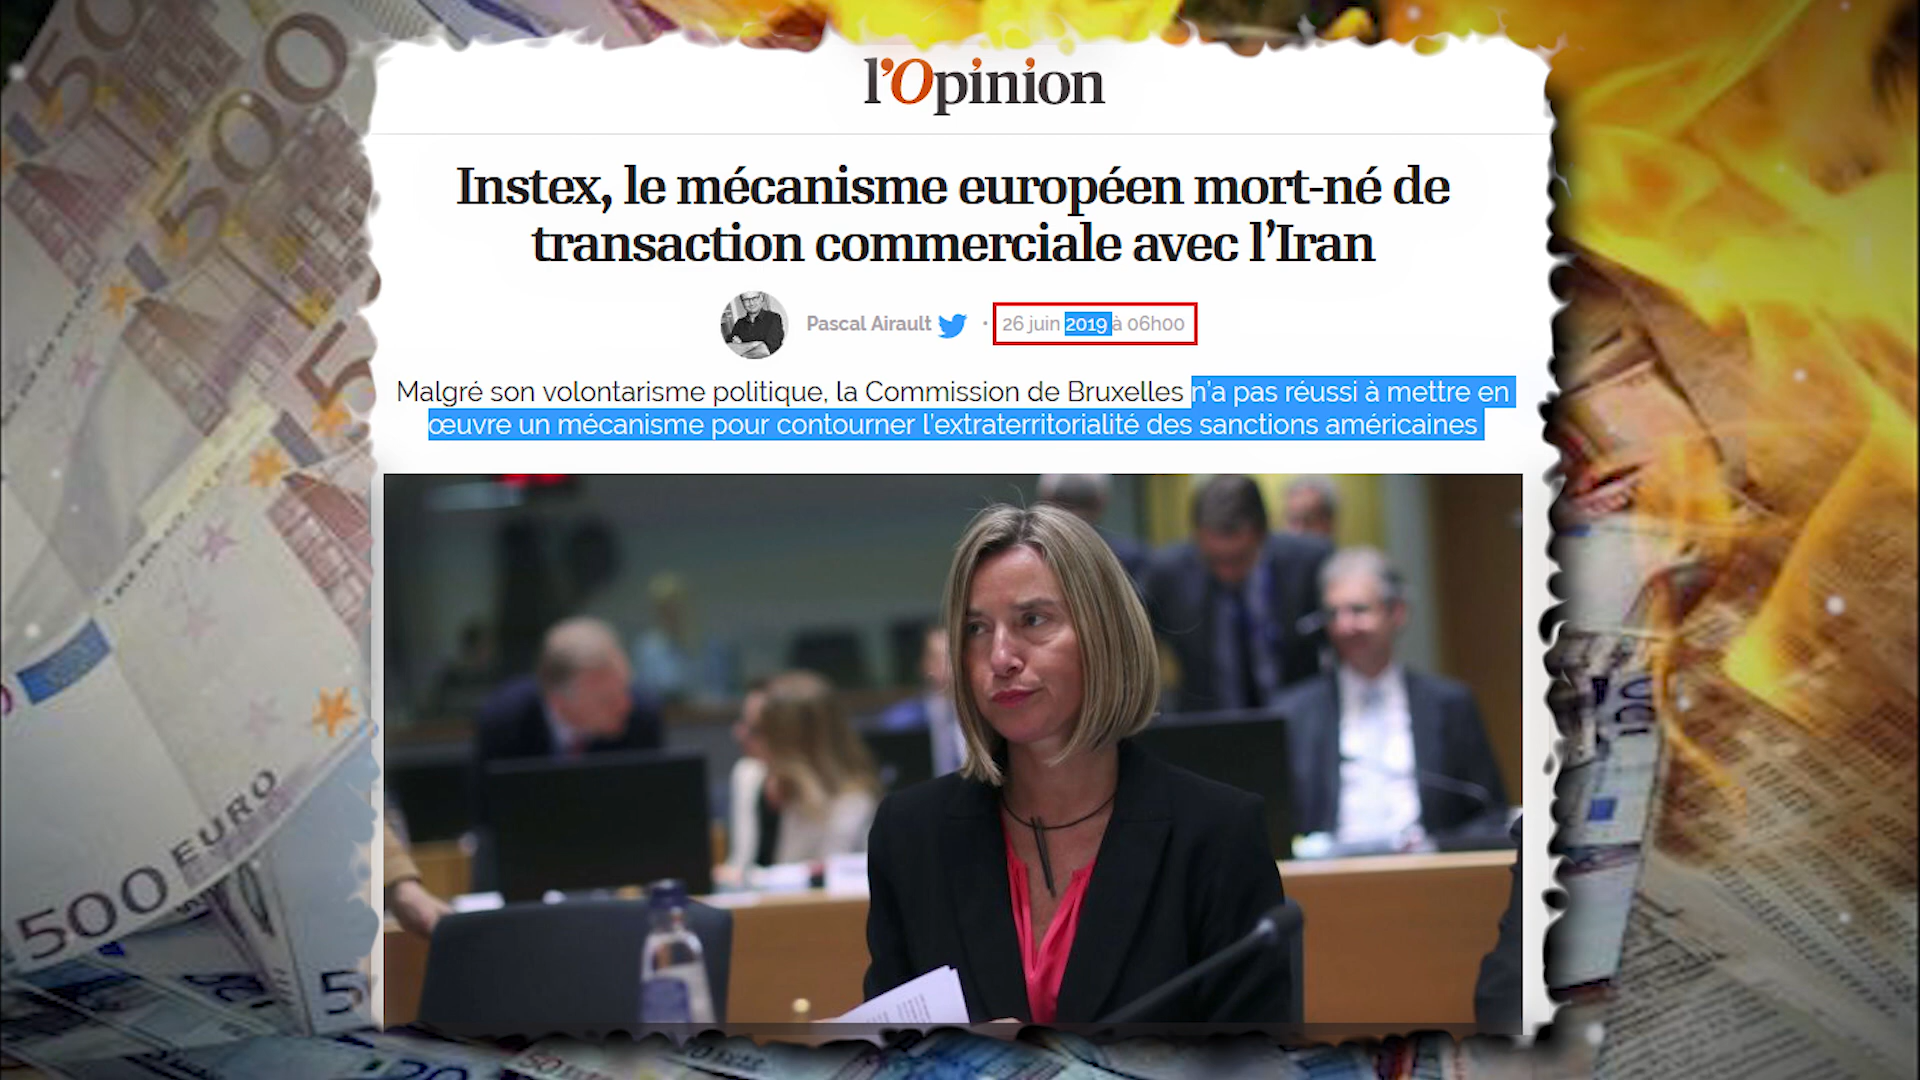 l'Opinion
Instex, le mécanisme européen mort-né de
transaction commerciale avec l'Iran
Pascal Airault · 26 juin 2019 à 06h00
Malgré son volontarisme politique, la Commission de Bruxelles n'a pas réussi à mettre en
œuvre un mécanisme pour contourner l'extraterritorialité des sanctions américaines
500
500 EURO